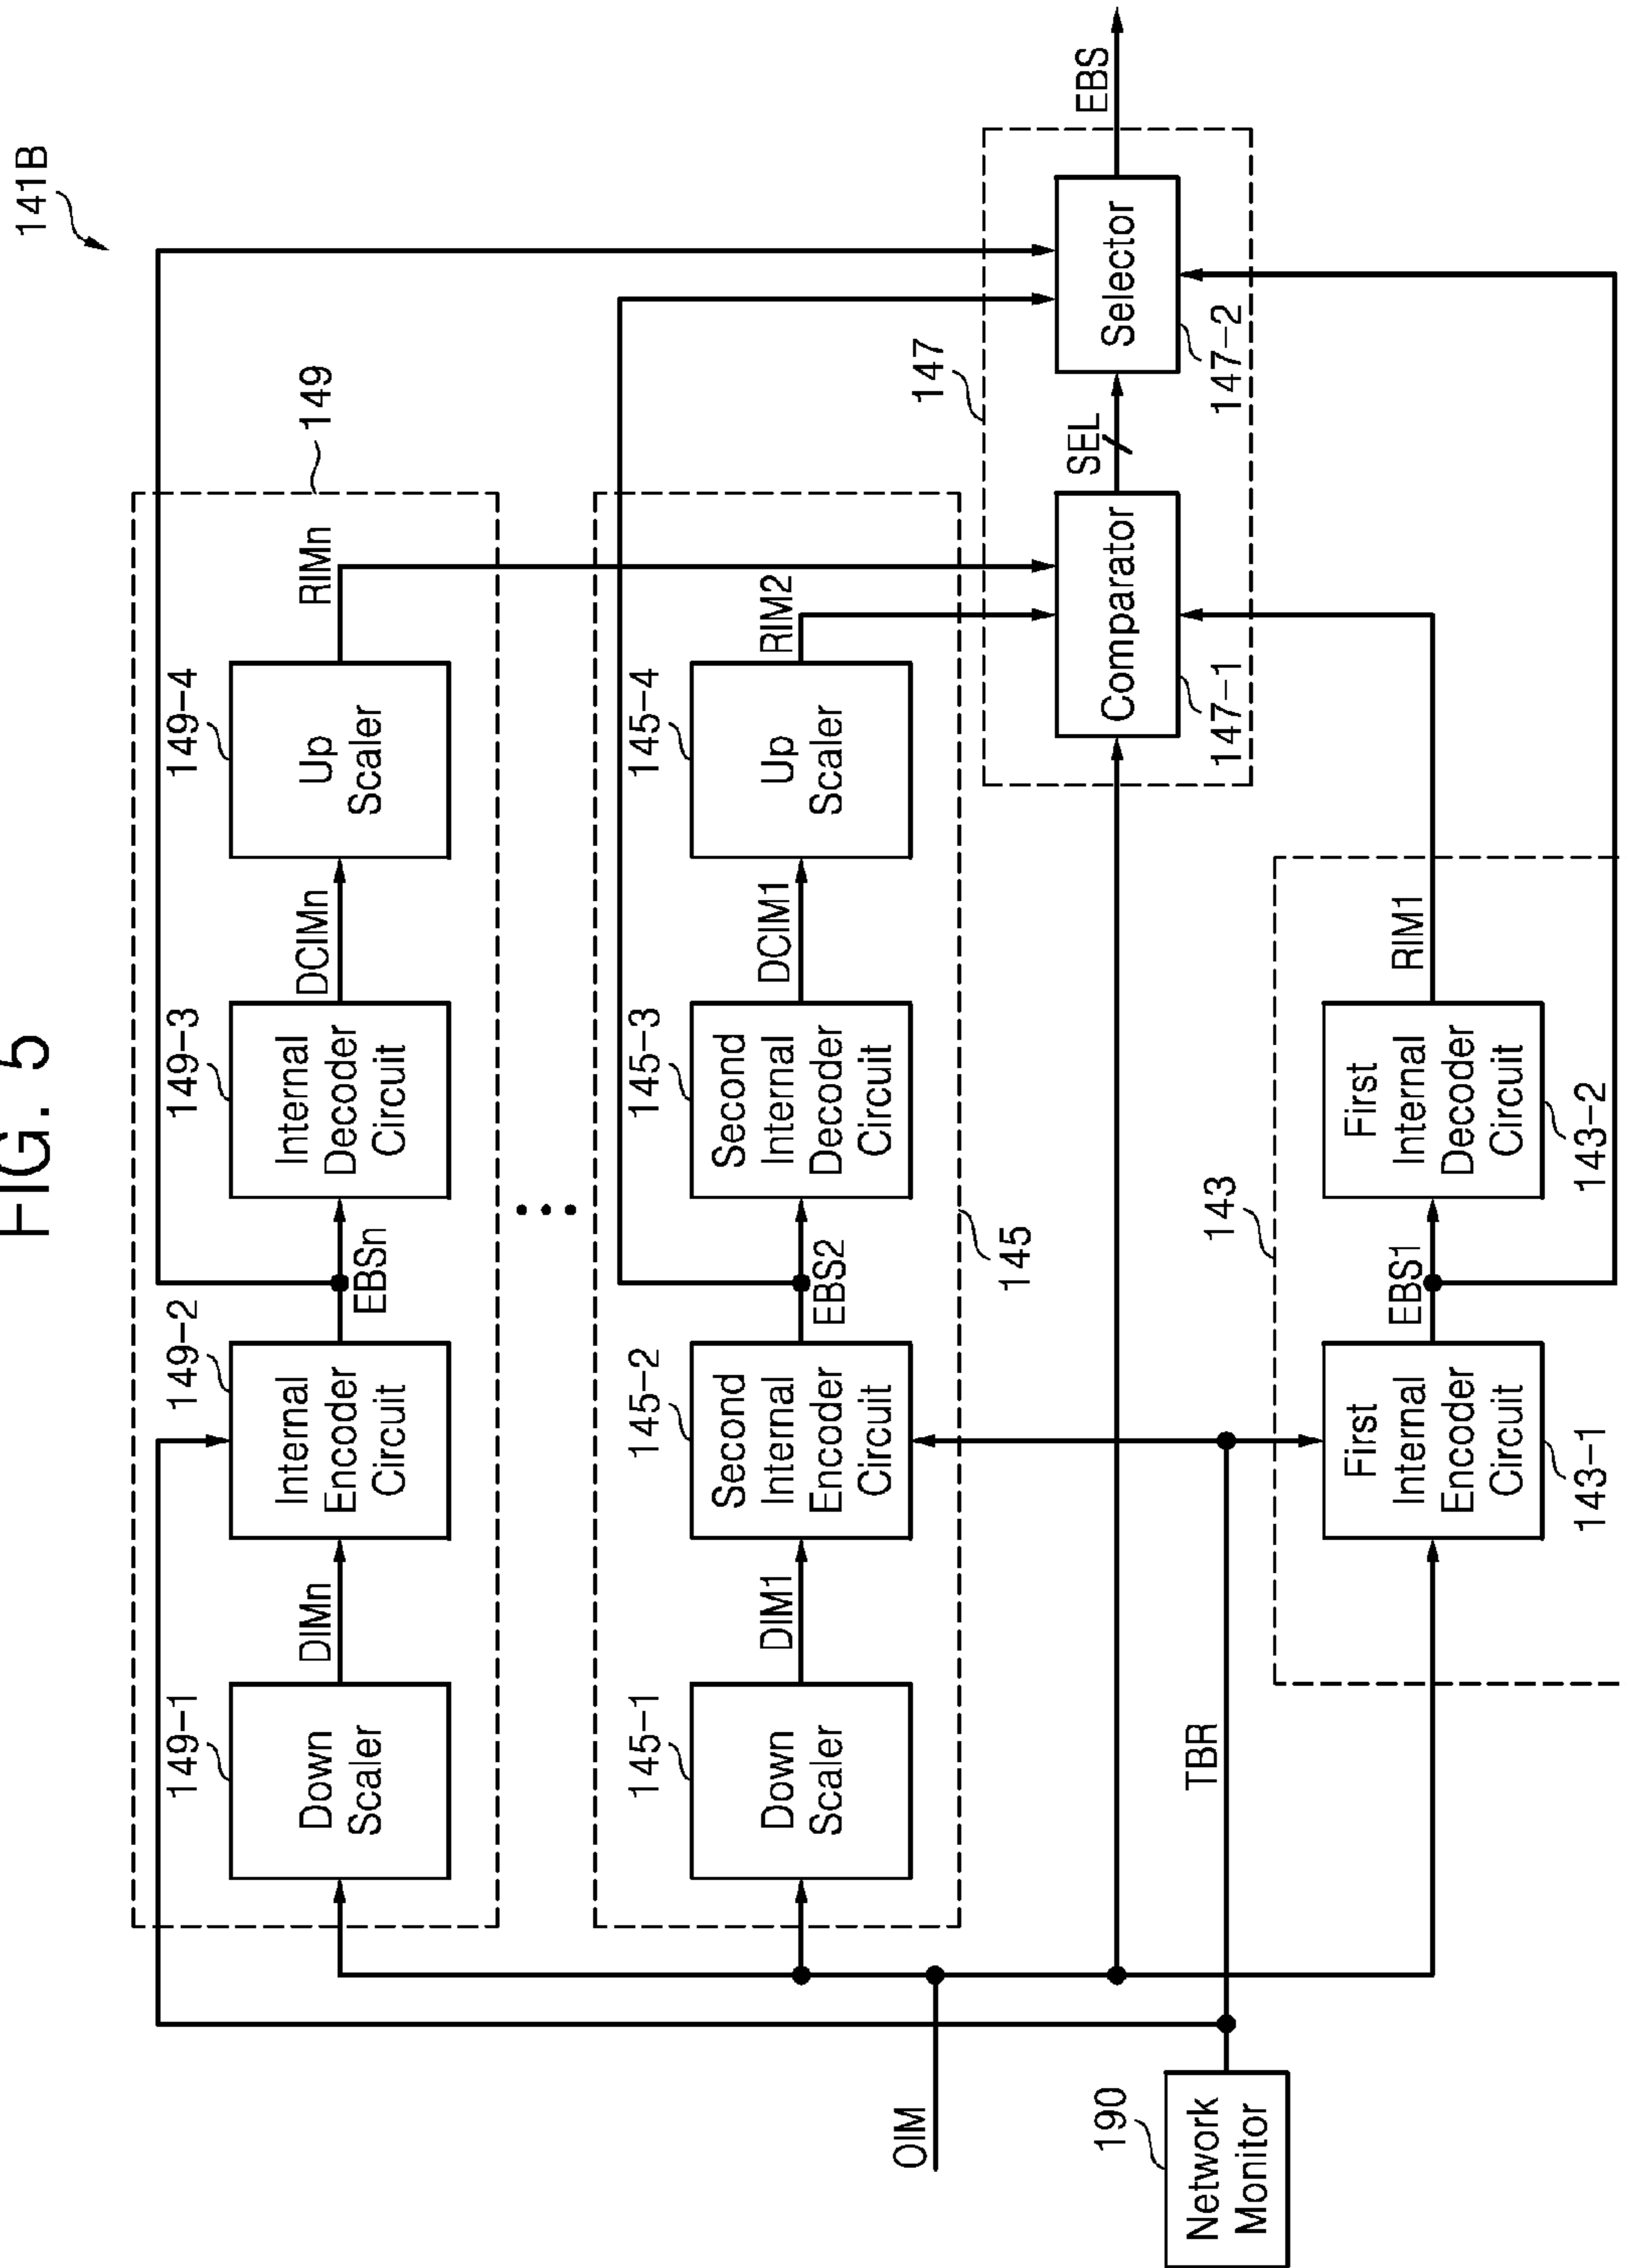 FIG. 5
141B
149
149-1
Down
Scaler
DIMn
149-2
Internal
Encoder
Circuit
EBSn
149-3
Internal
Decoder
Circuit
DCIMn
149-4
Up
Scaler
RIMn
145-1
Down
Scaler
DIM1
145-2
Second
Internal
Encoder
Circuit
EBS2
145-3
Second
Internal
Decoder
Circuit
DCIM1
145-4
Up
Scaler
RIM2
145
147
OIM
Comparator
147-1
SEL
Selector
147-2
EBS
190
Network
Monitor
TBR
143
First
Internal
Encoder
Circuit
143-1
EBS1
First
Internal
Decoder
Circuit
143-2
RIM1